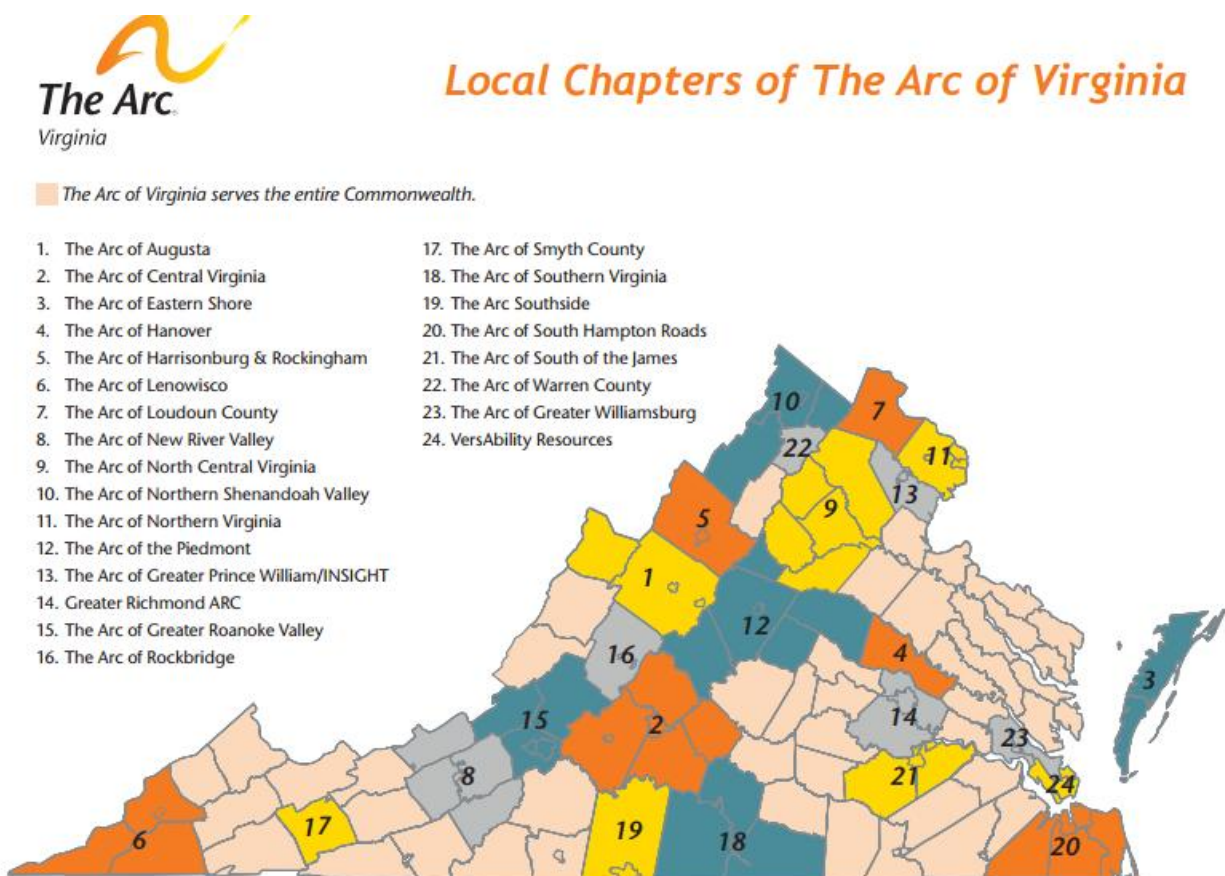 The Arc
Virginia
Local Chapters of The Arc of Virginia
The Arc of Virginia serves the entire Commonwealth.
1. The Arc of Augusta
2. The Arc of Central Virginia
3. The Arc of Eastern Shore
4. The Arc of Hanover
5. The Arc of Harrisonburg & Rockingham
6. The Arc of Lenowisco
7. The Arc of Loudoun County
8. The Arc of New River Valley
9. The Arc of North Central Virginia
10. The Arc of Northern Shenandoah Valley
11. The Arc of Northern Virginia
12. The Arc of the Piedmont
13. The Arc of Greater Prince William/INSIGHT
14. Greater Richmond ARC
15. The Arc of Greater Roanoke Valley
16. The Arc of Rockbridge
17. The Arc of Smyth County
18. The Arc of Southern Virginia
19. The Arc Southside
20. The Arc of South Hampton Roads
21. The Arc of South of the James
22. The Arc of Warren County
23. The Arc of Greater Williamsburg
24. VersAbility Resources
10
7
22
11
13
9
5
1
12
16
4
3
15
2
14
23
8
21
24
17
19
18
6
20